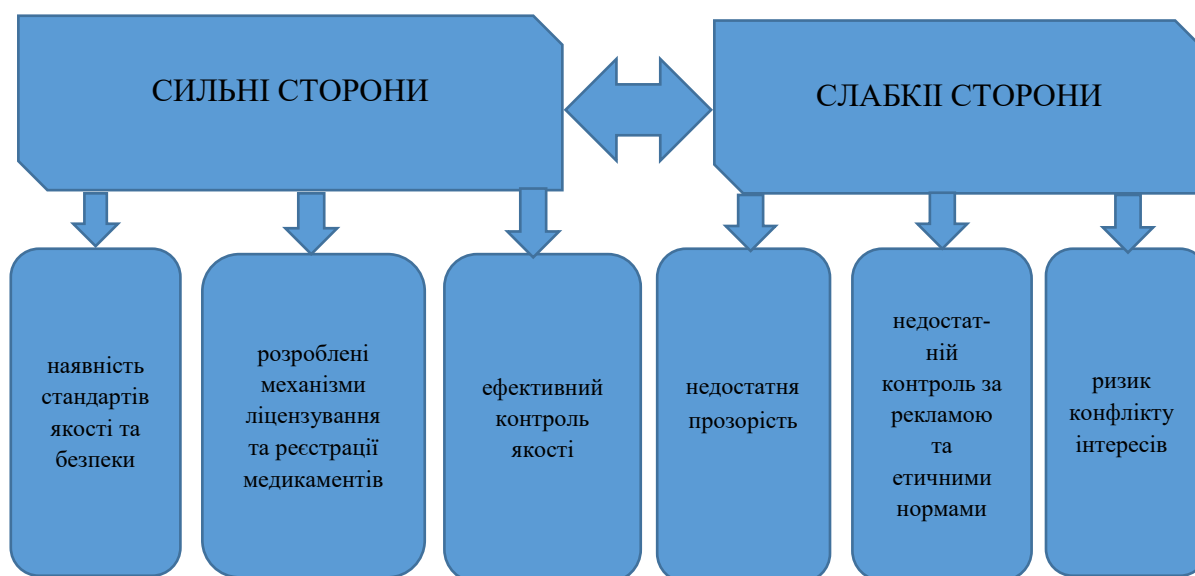 СИЛЬНІ СТОРОНИ
СЛАБКІІ СТОРОНИ
наявність
стандартів
якості та
безпеки
розроблені
механізми
ліцензування
та реєстрації
медикаментів
ефективний
контроль
якості
недостатня
прозорість
недостат-
ній
контроль за
рекламою
та
етичними
нормами
ризик
конфлікту
інтересів